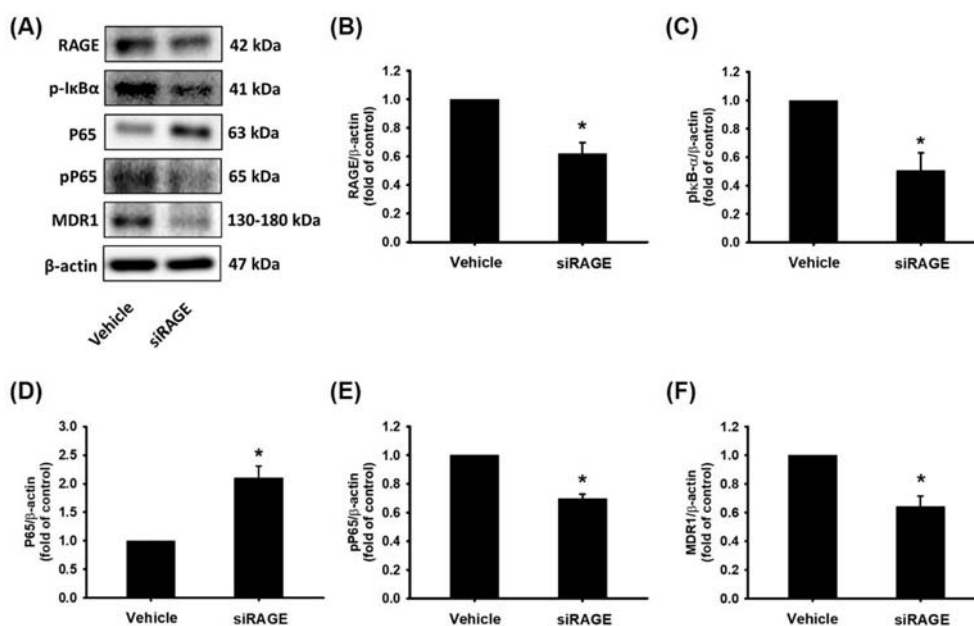 (A)
RAGE 42 kDa
p-IκBα 41 kDa
P65 63 kDa
pP65 65 kDa
MDR1 130-180 kDa
β-actin 47 kDa
Vehicle siRAGE
(B)
RAGE/β-actin
(fold of control)
1.2
1.0
0.8
0.6
0.4
0.2
0.0
*
Vehicle siRAGE
(C)
pIκB-α/β-actin
(fold of control)
1.2
1.0
0.8
0.6
0.4
0.2
0.0
*
Vehicle siRAGE
(D)
P65/β-actin
(fold of control)
3.0
2.5
2.0
1.5
1.0
0.5
0.0
*
Vehicle siRAGE
(E)
pP65/β-actin
(fold of control)
1.2
1.0
0.8
0.6
0.4
0.2
0.0
*
Vehicle siRAGE
(F)
MDR1/β-actin
(fold of control)
1.2
1.0
0.8
0.6
0.4
0.2
0.0
*
Vehicle siRAGE